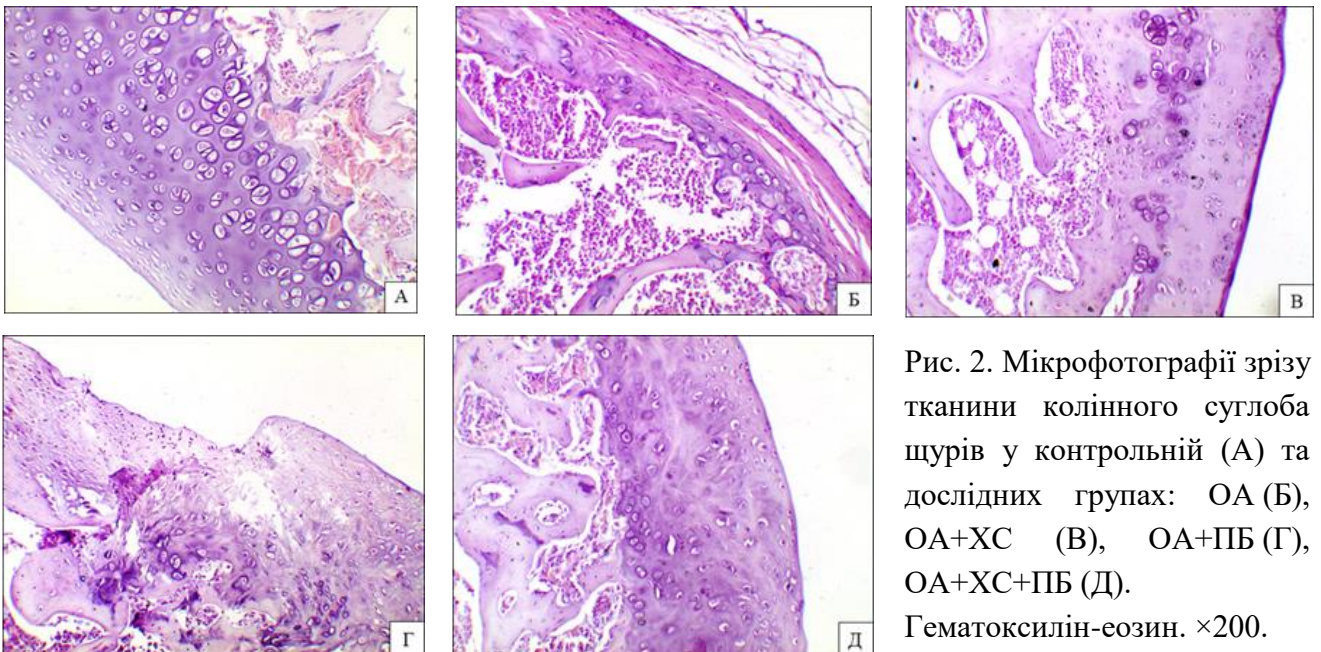 А
Б
В
Г
Д
Рис. 2. Мікрофотографії зрізу
тканини колінного суглоба
щурів у контрольній (А) та
дослідних групах: ОА (Б),
ОА+ХС (В), ОА+ПБ (Г),
ОА+ХС+ПБ (Д).
Гематоксилін-еозин. ×200.